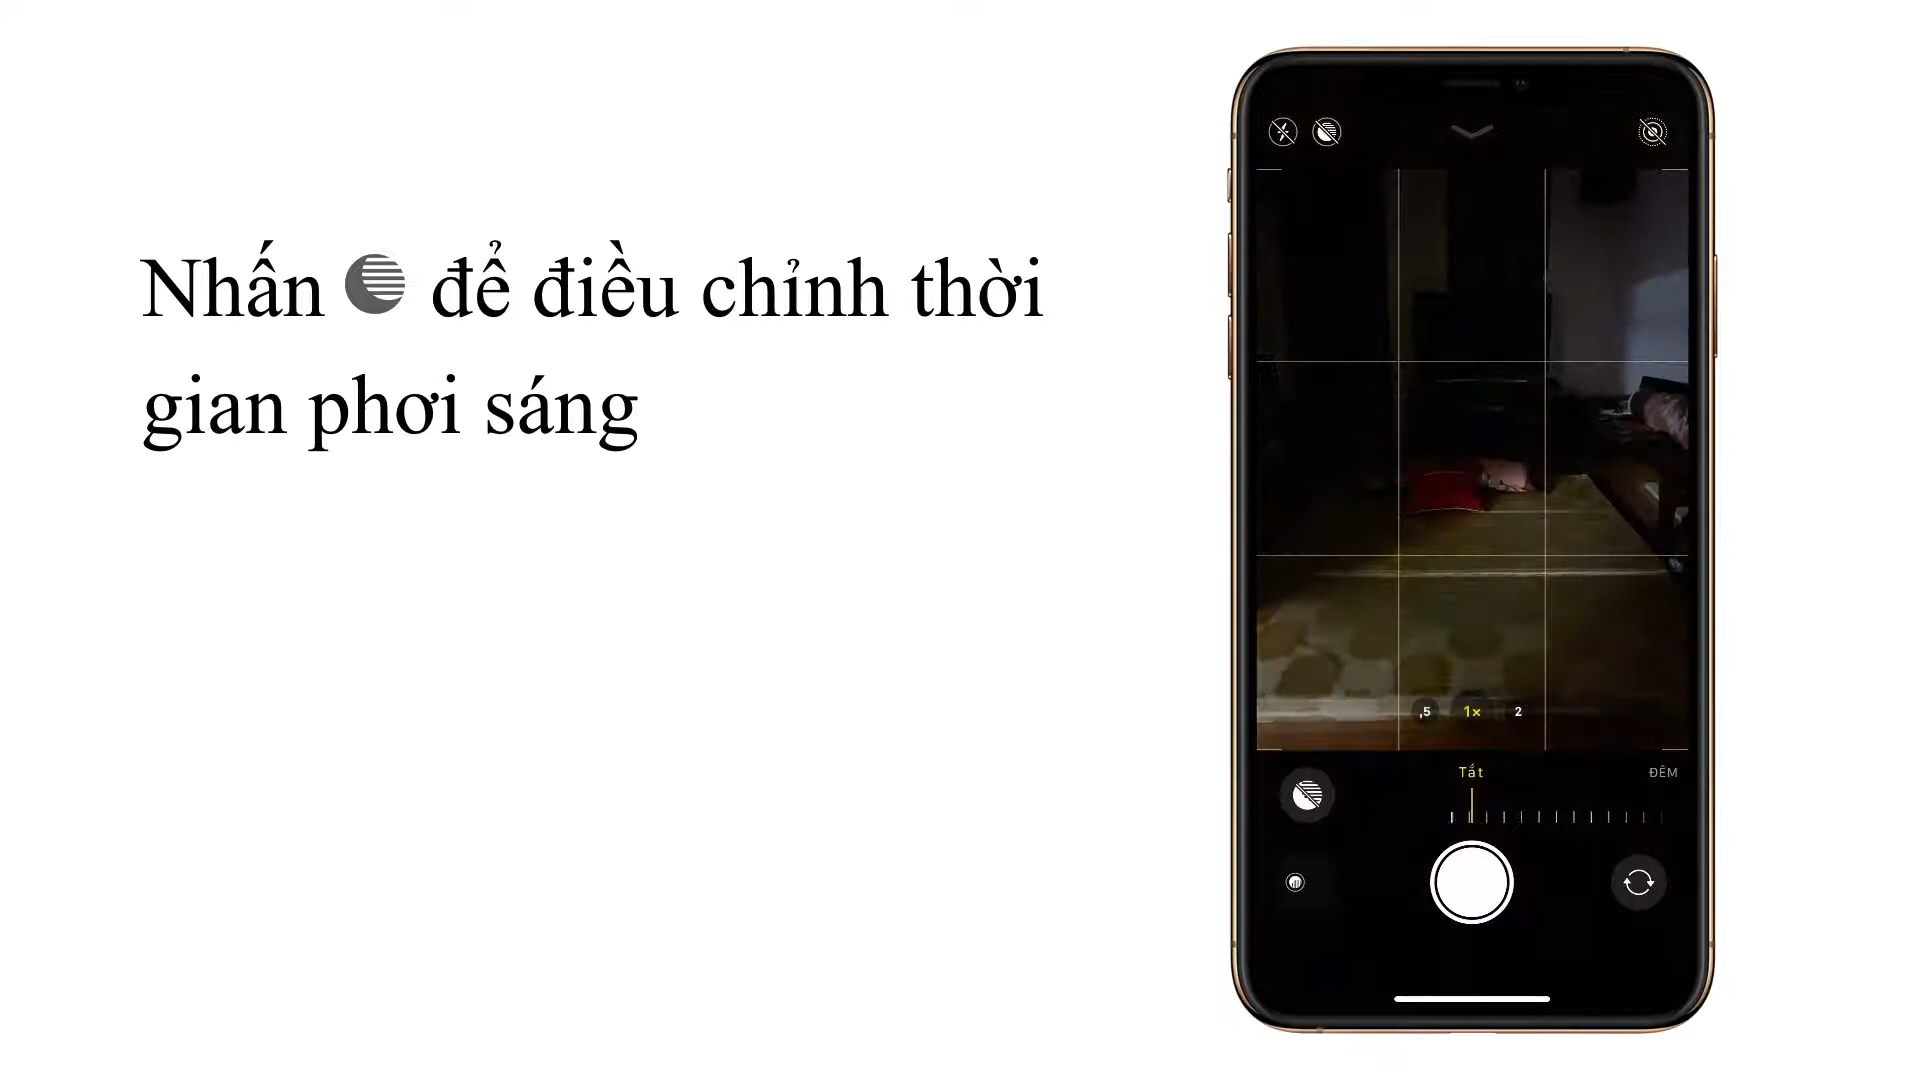 Nhấn để điều chỉnh thời
gian phơi sáng
,5 1× 2
Tắt ĐÊM